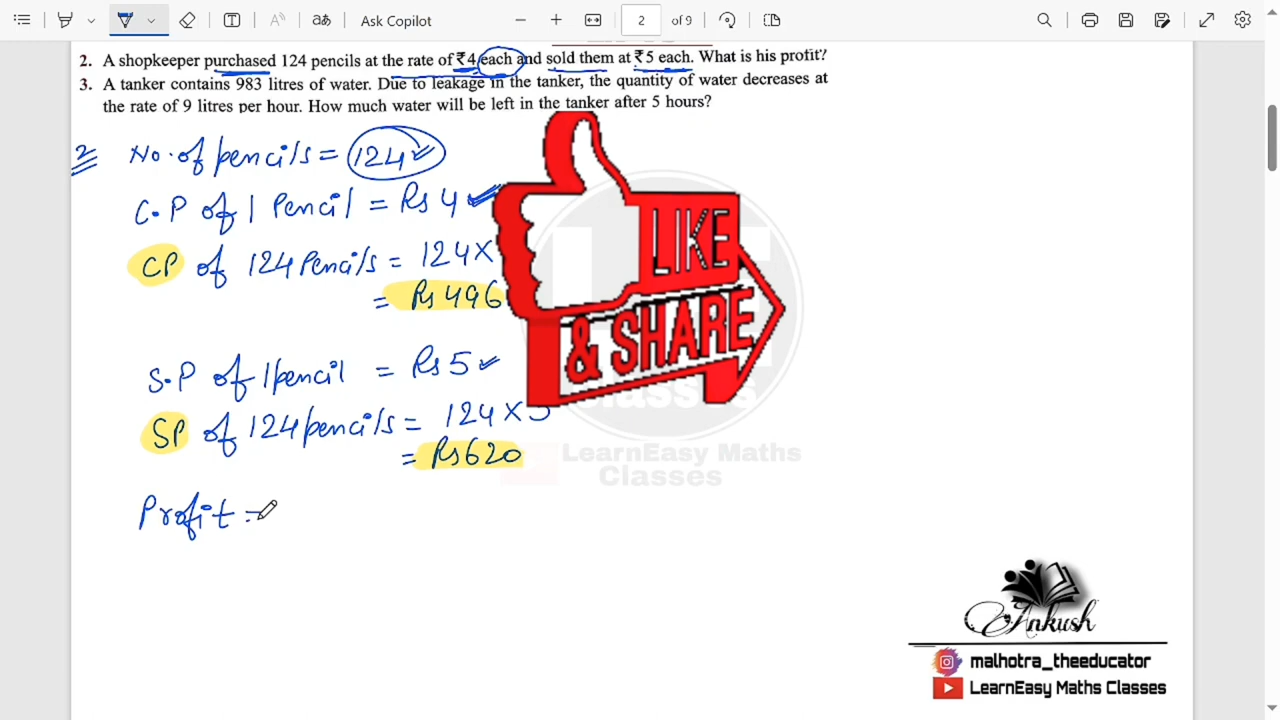 Ask Copilot
2
of 9
2. A shopkeeper purchased 124 pencils at the rate of ₹4 each and sold them at ₹5 each. What is his profit?
3. A tanker contains 983 litres of water. Due to leakage in the tanker, the quantity of water decreases at
the rate of 9 litres per hour. How much water will be left in the tanker after 5 hours?
2 No. of pencils = 124
C.P of 1 Pencil = Rs 4
CP of 124 Pencils = 124 ×
= Rs 496
LIKE
& SHARE
S.P of 1 pencil = Rs 5
SP of 124 pencils = 124 × 5
= Rs 620
Classes
LearnEasy Maths
Classes
Profit =
Ankush
malhotra_theeducator
LearnEasy Maths Classes